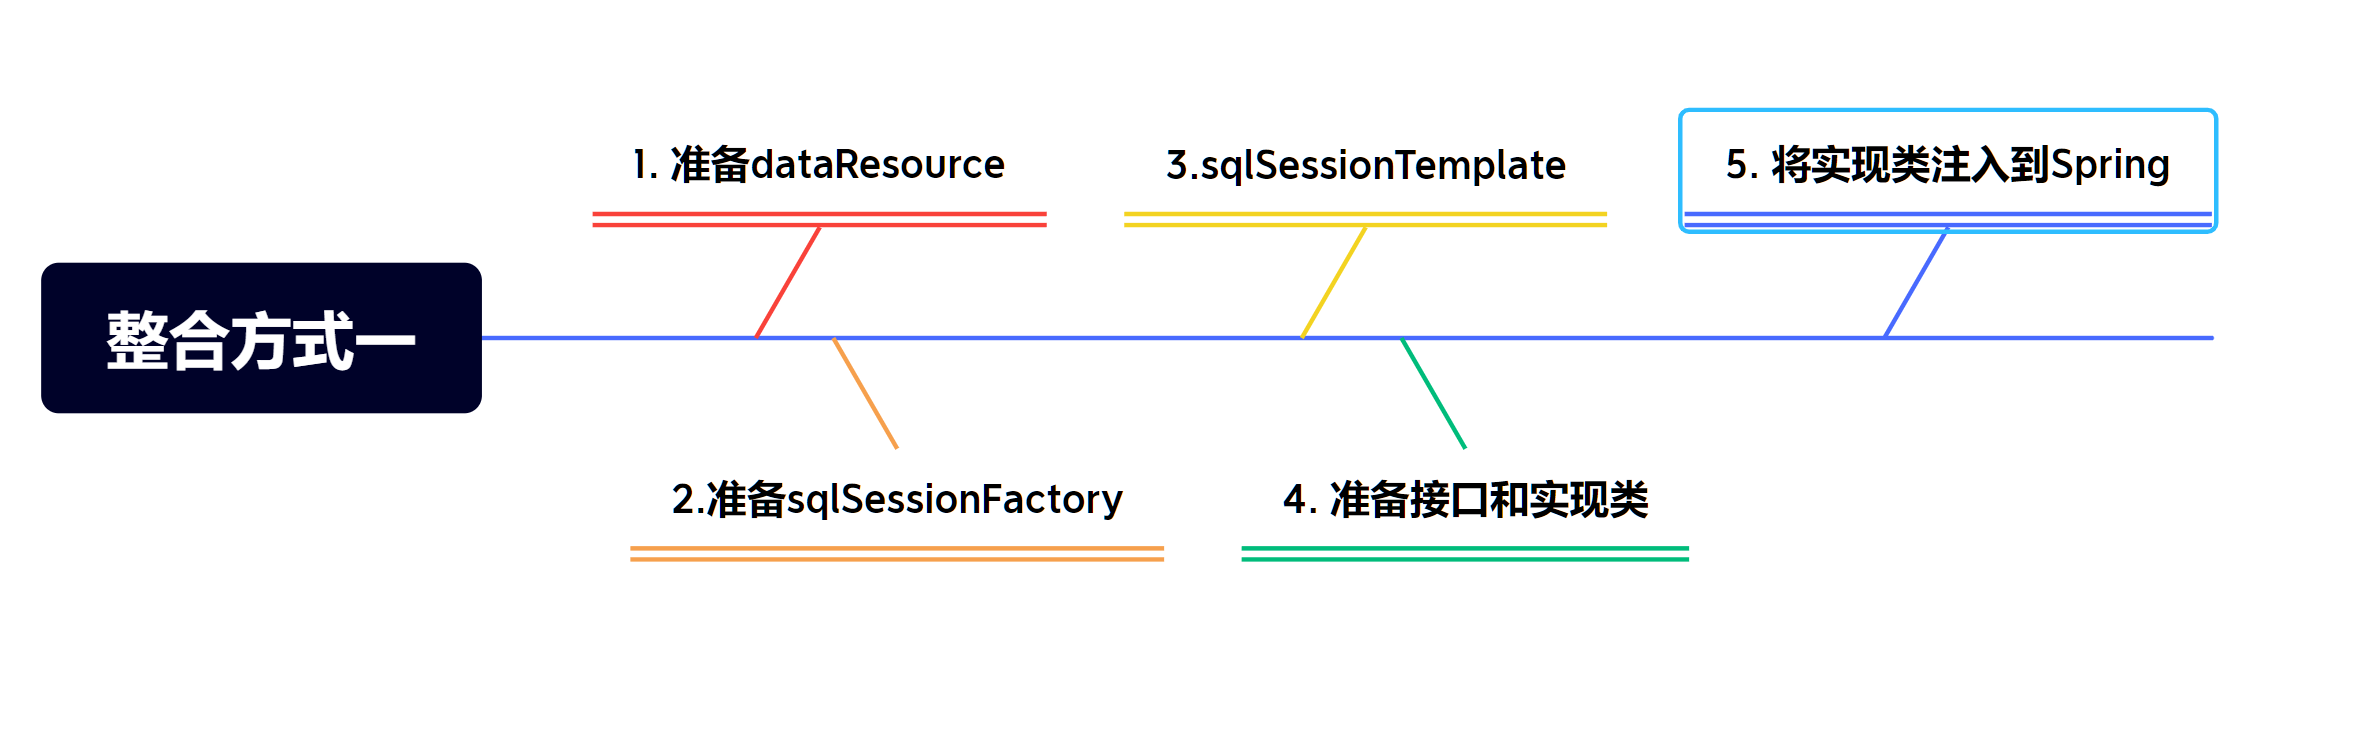 整合方式一
1. 准备dataResource
2.准备sqlSessionFactory
3.sqlSessionTemplate
4. 准备接口和实现类
5. 将实现类注入到Spring